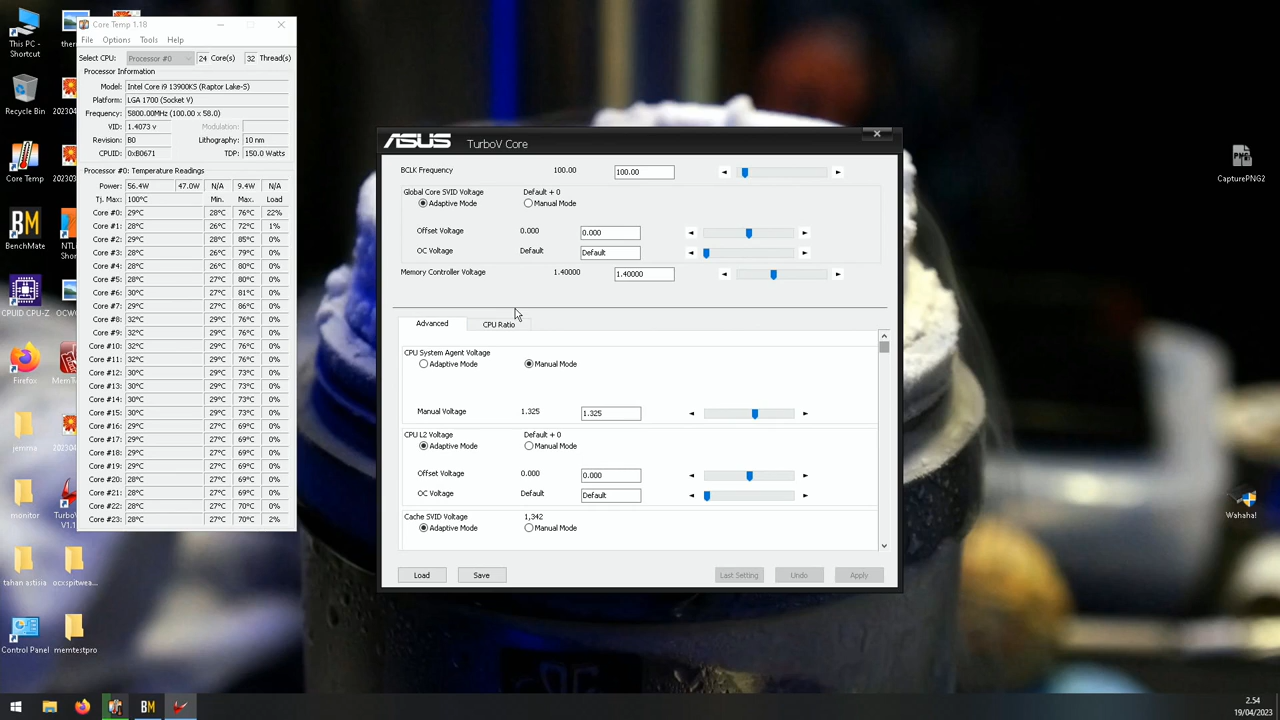 This PC -
Shortcut
Recycle Bin
Core Temp
BenchMate
CPUID CPU-Z
Firefox
jemma
monitor
tahan astisia
ocxspitwea...
Control Panel
memtestpro
CapturePNG2
Wahaha!
Core Temp 1.18
File Options Tools Help
Select CPU: Processor #0 24 Core(s) 32 Thread(s)
Processor Information
Model: Intel Core i9 13900KS (Raptor Lake-S)
Platform: LGA 1700 (Socket V)
Frequency: 5800.00MHz (100.00 x 58.0)
VID: 1.4073 v Modulation:
Revision: B0 Lithography: 10 nm
CPUID: 0xB0671 TDP: 150.0 Watts
Processor #0: Temperature Readings
Power: 56.4W 47.0W N/A 9.4W N/A
Tj. Max: 100°C Min. Max. Load
Core #0: 29°C 28°C 76°C 22%
Core #1: 28°C 26°C 72°C 1%
Core #2: 29°C 28°C 85°C 0%
Core #3: 28°C 26°C 79°C 0%
Core #4: 28°C 26°C 80°C 0%
Core #5: 28°C 27°C 80°C 0%
Core #6: 30°C 27°C 81°C 0%
Core #7: 28°C 27°C 86°C 0%
Core #8: 32°C 29°C 76°C 0%
Core #9: 32°C 29°C 76°C 0%
Core #10: 32°C 29°C 76°C 0%
Core #11: 32°C 29°C 76°C 0%
Core #12: 30°C 29°C 73°C 0%
Core #13: 30°C 29°C 73°C 0%
Core #14: 30°C 29°C 73°C 0%
Core #15: 30°C 29°C 73°C 0%
Core #16: 29°C 27°C 69°C 0%
Core #17: 29°C 27°C 69°C 0%
Core #18: 29°C 27°C 69°C 0%
Core #19: 29°C 27°C 69°C 0%
Core #20: 28°C 27°C 69°C 0%
Core #21: 28°C 27°C 69°C 0%
Core #22: 28°C 27°C 70°C 0%
Core #23: 28°C 27°C 70°C 2%
ASUS TurboV Core
BCLK Frequency 100.00 100.00
Global Core SVID Voltage Default + 0
Adaptive Mode Manual Mode
Offset Voltage 0.000 0.000
OC Voltage Default Default
Memory Controller Voltage 1.40000 1.40000
Advanced CPU Ratio
CPU System Agent Voltage
Adaptive Mode Manual Mode
Manual Voltage 1.325 1.325
CPU L2 Voltage Default + 0
Adaptive Mode Manual Mode
Offset Voltage 0.000 0.000
OC Voltage Default Default
Cache SVID Voltage 1,342
Adaptive Mode Manual Mode
Load Save Last Setting Undo Apply
BM
2.54
19/04/2023